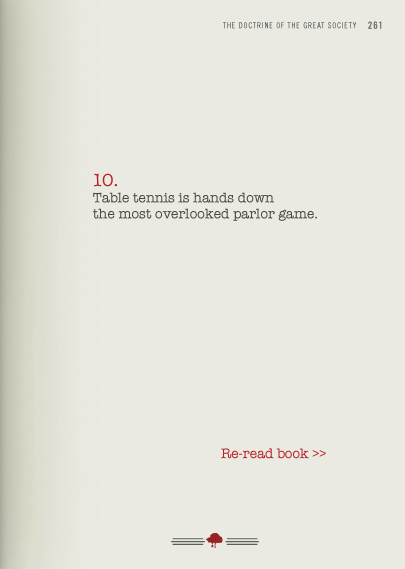 THE DOCTRINE OF THE GREAT SOCIETY 261
10.
Table tennis is hands down
the most overlooked parlor game.
Re-read book >>